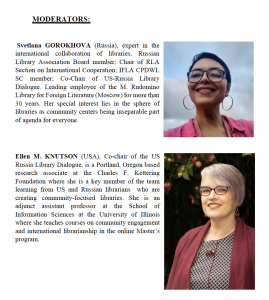 MODERATORS:
Svetlana GOROKHOVA (Russia), expert in the
international collaboration of libraries, Russian
Library Association Board member; Chair of RLA
Section on International Cooperation; IFLA CPDWL
SC member; Co-Chair of US-Russia Library
Dialogue. Leading employee of the M. Rudomino
Library for Foreign Literature (Moscow) for more than
30 years. Her special interest lies in the sphere of
libraries as community centers being inseparable part
of agenda for everyone.
Ellen M. KNUTSON (USA), Co-chair of the US
Russia Library Dialogue, is a Portland, Oregon based
research associate at the Charles F. Kettering
Foundation where she is a key member of the team
learning from US and Russian librarians who are
creating community-focused libraries. She is an
adjunct assistant professor at the School of
Information Sciences at the University of Illinois
where she teaches courses on community engagement
and international librarianship in the online Master's
program.